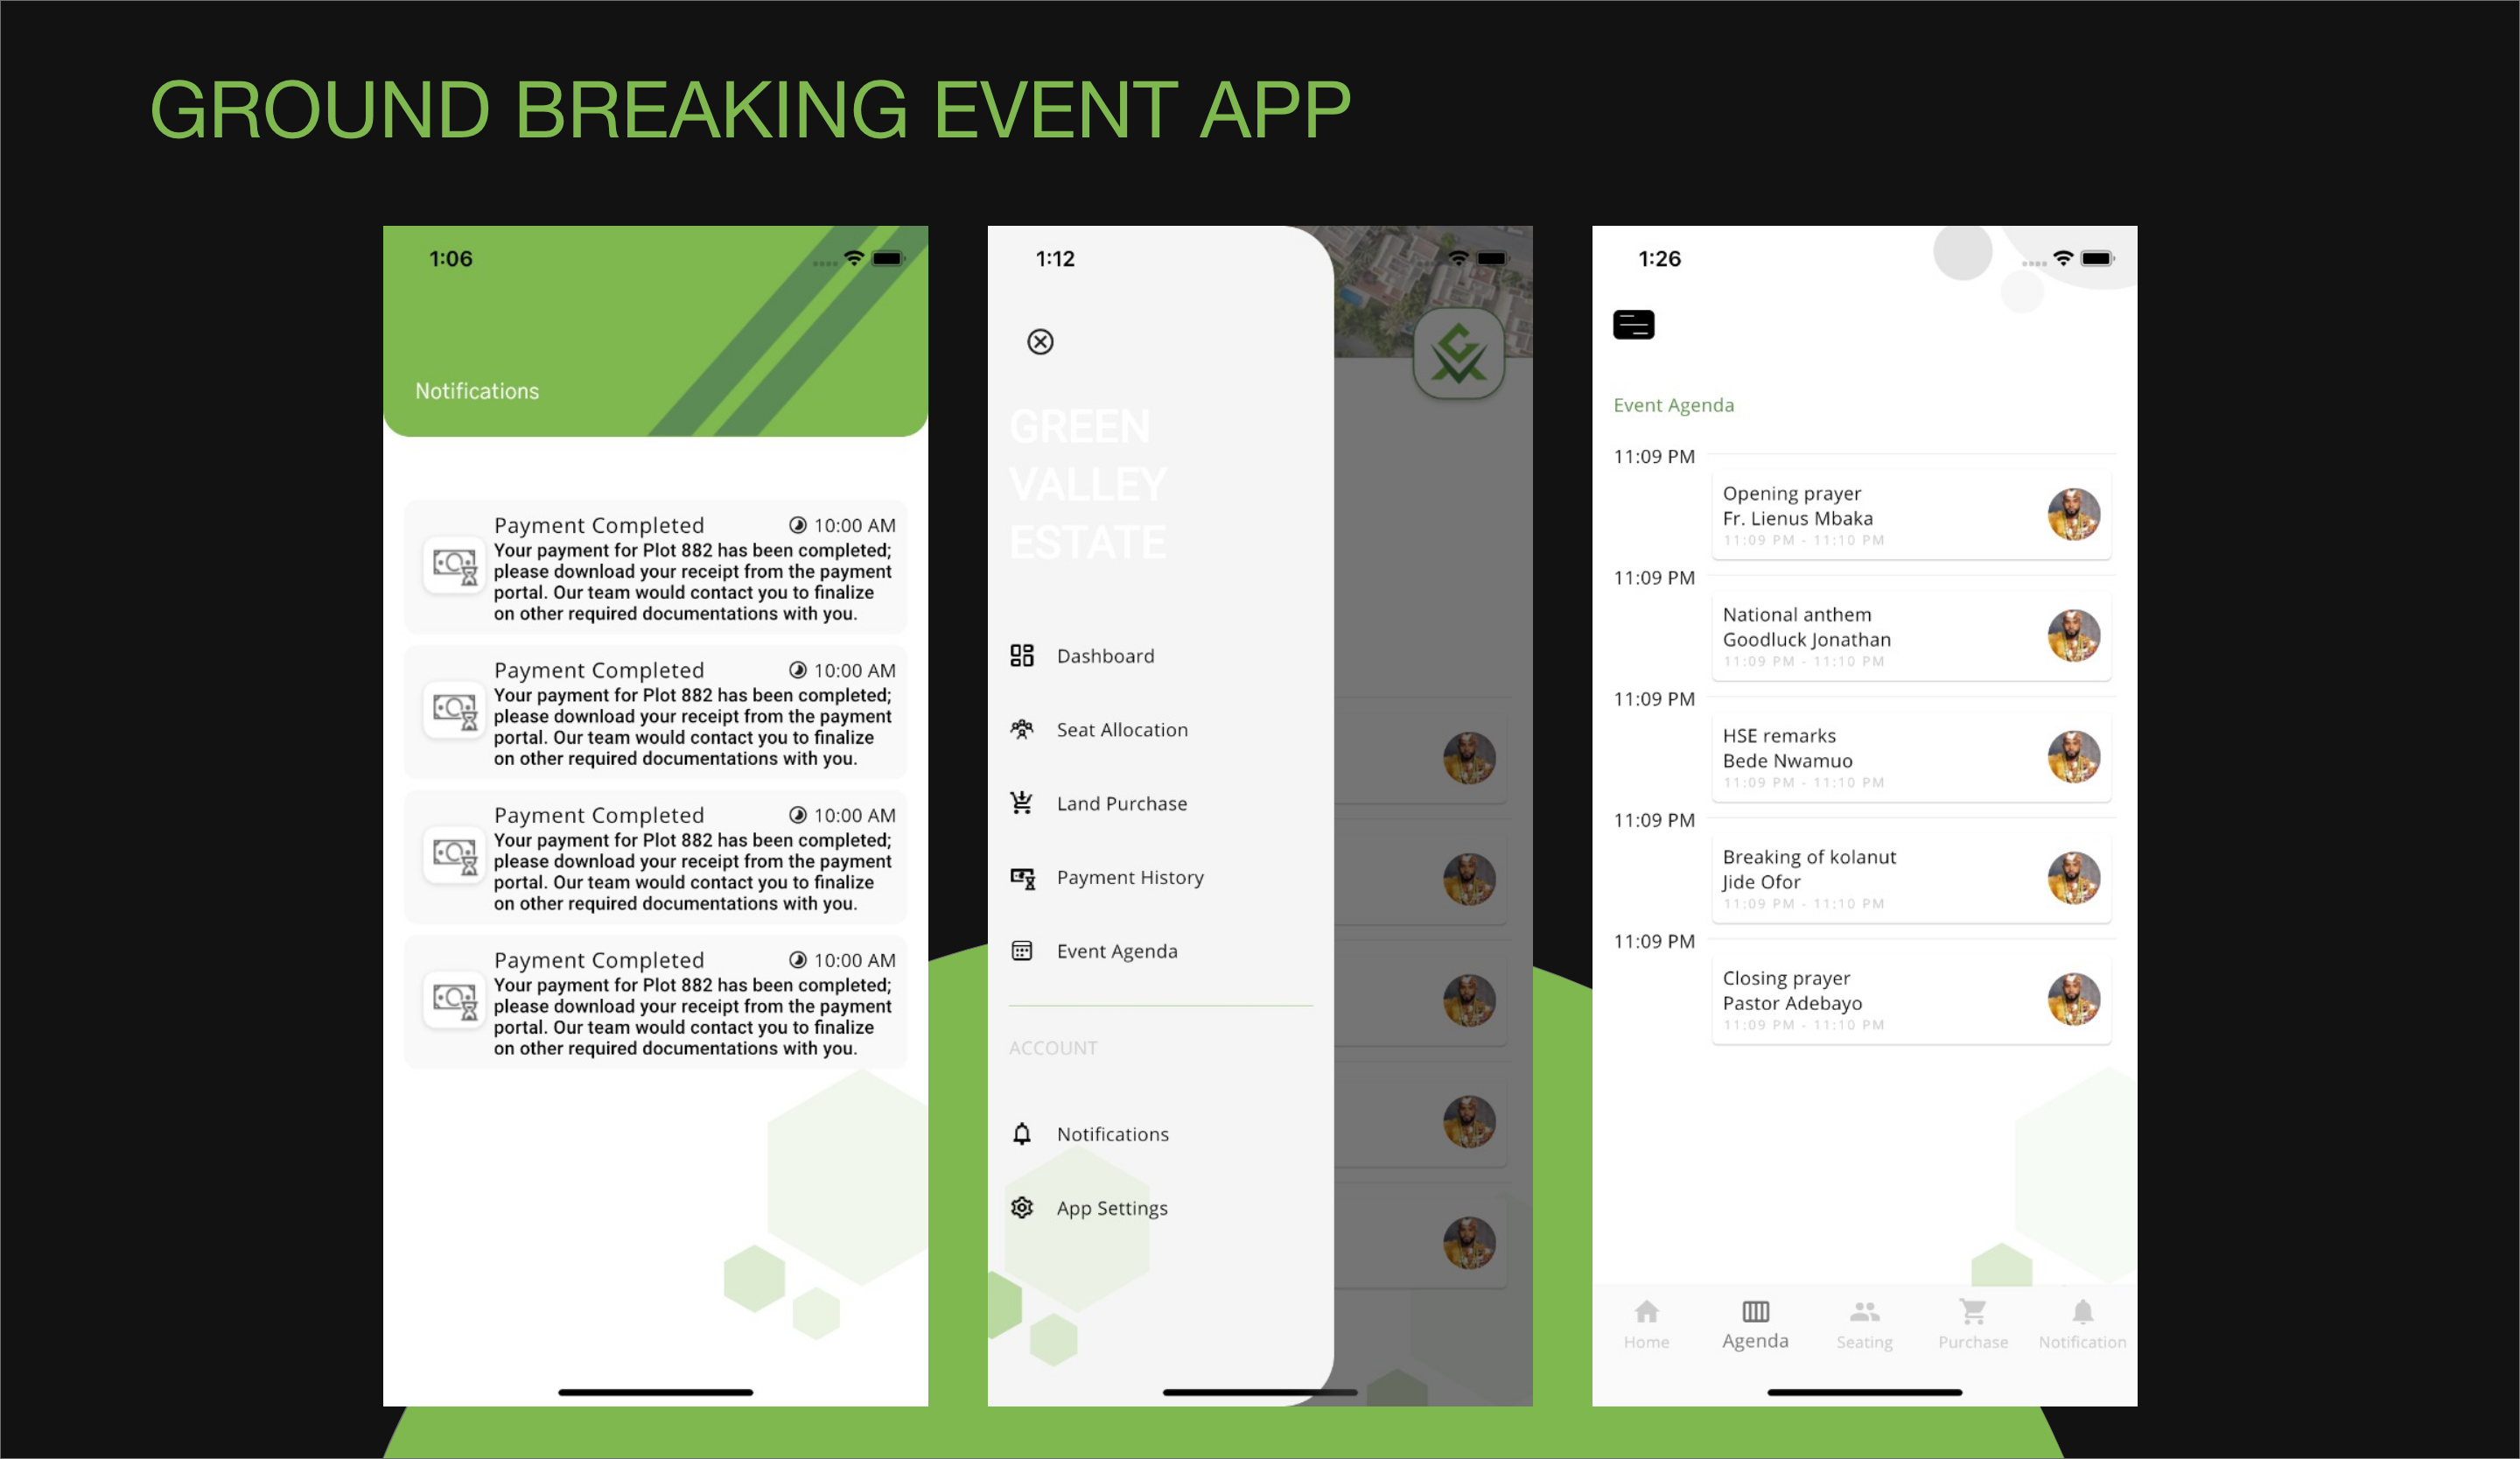 GROUND BREAKING EVENT APP
1:06
Notifications
Payment Completed 10:00 AM
Your payment for Plot 882 has been completed;
please download your receipt from the payment
portal. Our team would contact you to finalize
on other required documentations with you.
Payment Completed 10:00 AM
Your payment for Plot 882 has been completed;
please download your receipt from the payment
portal. Our team would contact you to finalize
on other required documentations with you.
Payment Completed 10:00 AM
Your payment for Plot 882 has been completed;
please download your receipt from the payment
portal. Our team would contact you to finalize
on other required documentations with you.
Payment Completed 10:00 AM
Your payment for Plot 882 has been completed;
please download your receipt from the payment
portal. Our team would contact you to finalize
on other required documentations with you.
1:12
GREEN
VALLEY
ESTATE
Dashboard
Seat Allocation
Land Purchase
Payment History
Event Agenda
ACCOUNT
Notifications
App Settings
1:26
Event Agenda
11:09 PM
Opening prayer
Fr. Lienus Mbaka
11:09 PM - 11:10 PM
11:09 PM
National anthem
Goodluck Jonathan
11:09 PM - 11:10 PM
11:09 PM
HSE remarks
Bede Nwamuo
11:09 PM - 11:10 PM
11:09 PM
Breaking of kolanut
Jide Ofor
11:09 PM - 11:10 PM
11:09 PM
Closing prayer
Pastor Adebayo
11:09 PM - 11:10 PM
Home Agenda Seating Purchase Notification